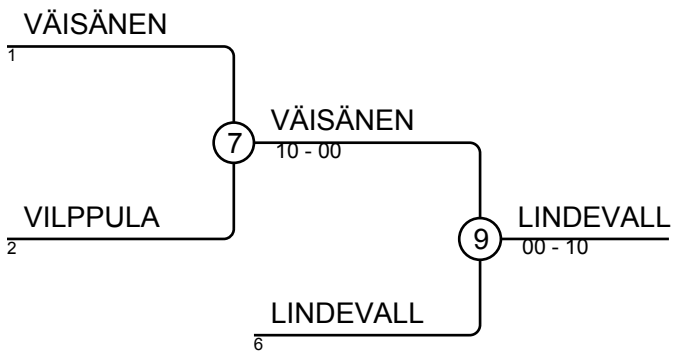 VÄISÄNEN
1
VÄISÄNEN
7
10 - 00
VILPPULA
2
LINDEVALL
9
00 - 10
LINDEVALL
6